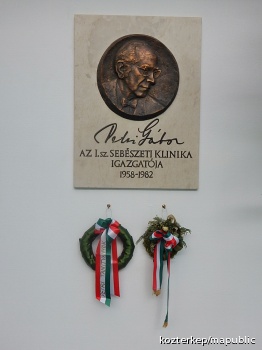 Petri Gábor
AZ I.SZ. SEBÉSZETI KLINIKA
IGAZGATÓJA
1958-1982
kozterkep/mapublic